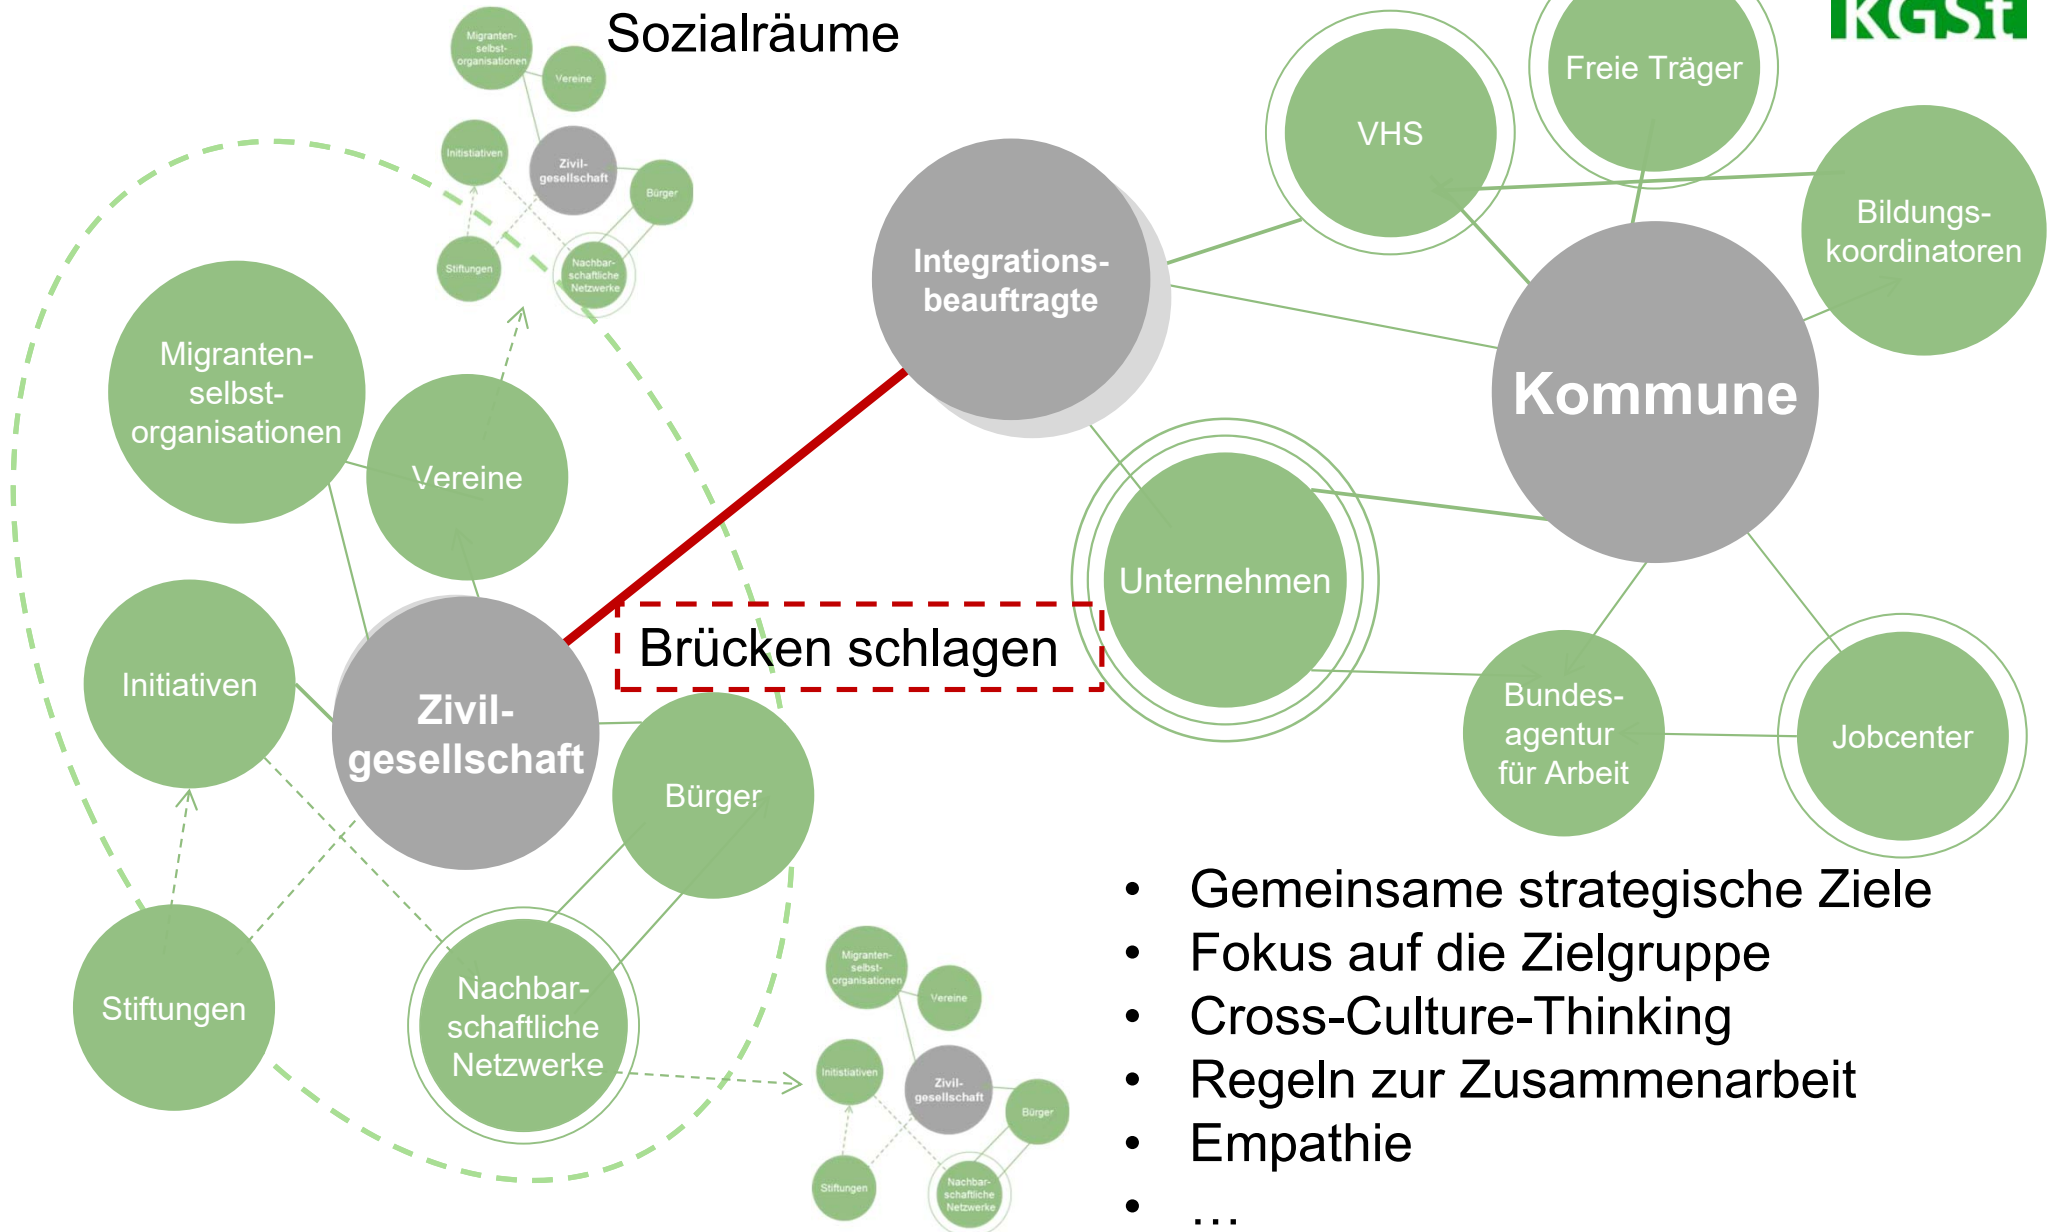 Sozialräume
KGSt
Migranten-
selbst-
organisationen
Vereine
Initistiativen
Zivil-
gesellschaft
Bürger
Stiftungen
Nachbar-
schaftliche
Netzwerke
Freie Träger
VHS
Bildungs-
koordinatoren
Integrations-
beauftragte
Kommune
Migranten-
selbst-
organisationen
Vereine
Unternehmen
Brücken schlagen
Initiativen
Zivil-
gesellschaft
Bürger
Bundes-
agentur
für Arbeit
Jobcenter
Stiftungen
Nachbar-
schaftliche
Netzwerke
Migranten-
selbst-
organisationen
Vereine
Initistiativen
Zivil-
gesellschaft
Bürger
Stiftungen
Nachbar-
schaftliche
Netzwerke
• Gemeinsame strategische Ziele
• Fokus auf die Zielgruppe
• Cross-Culture-Thinking
• Regeln zur Zusammenarbeit
• Empathie
• …